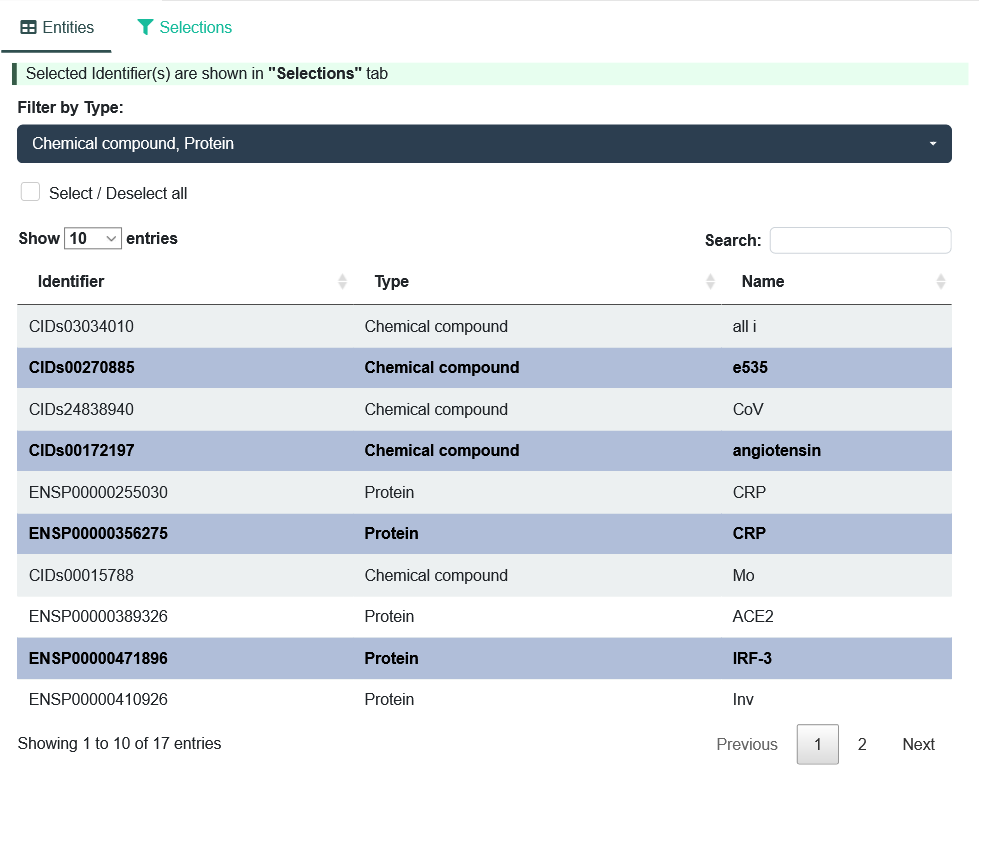 Entities Selections
Selected Identifier(s) are shown in "Selections" tab
Filter by Type:
Chemical compound, Protein
Select / Deselect all
Show 10 entries Search:
Identifier Type Name
CIDs03034010 Chemical compound all i
CIDs00270885 Chemical compound e535
CIDs24838940 Chemical compound CoV
CIDs00172197 Chemical compound angiotensin
ENSP00000255030 Protein CRP
ENSP00000356275 Protein CRP
CIDs00015788 Chemical compound Mo
ENSP00000389326 Protein ACE2
ENSP00000471896 Protein IRF-3
ENSP00000410926 Protein Inv
Showing 1 to 10 of 17 entries Previous 1 2 Next